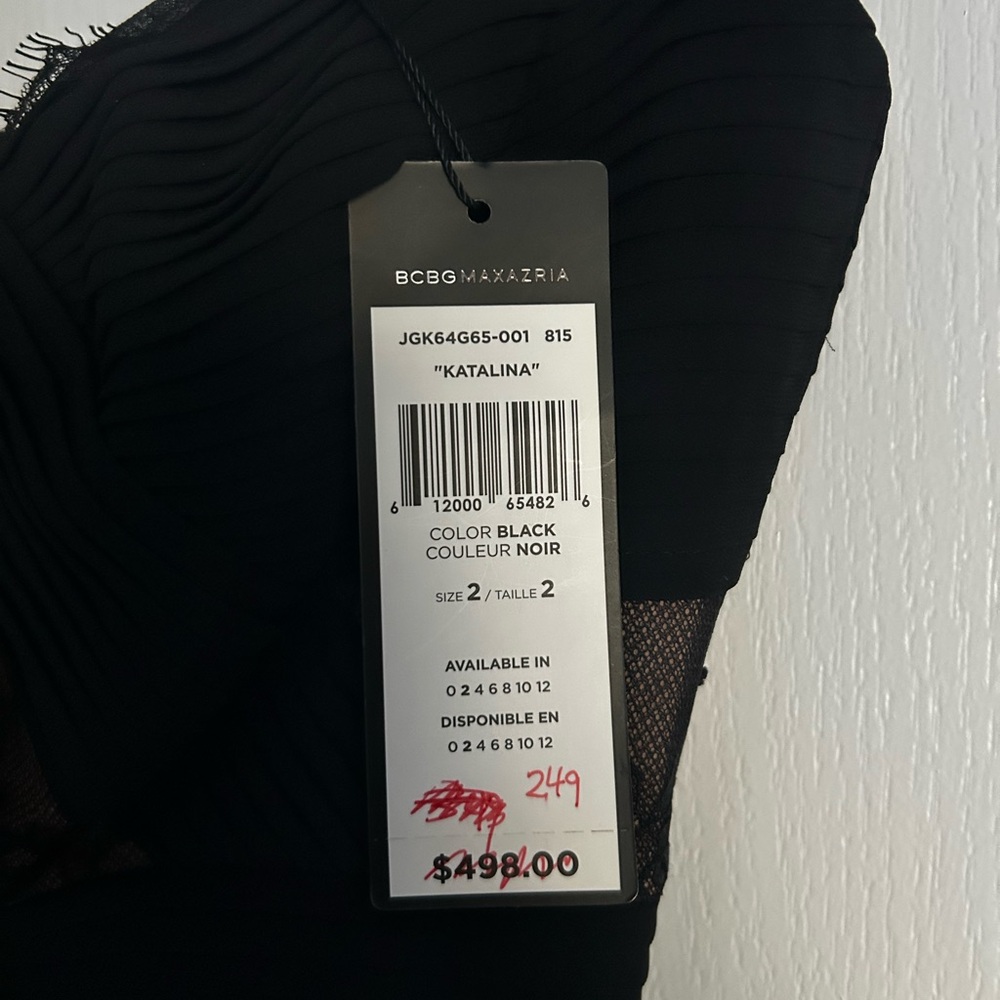 BCBGMAXAZRIA
JGK64G65-001 815
"KATALINA"
6 12000 65482 6
COLOR BLACK
COULEUR NOIR
SIZE 2 / TAILLE 2
AVAILABLE IN
0 2 4 6 8 10 12
DISPONIBLE EN
0 2 4 6 8 10 12
249
$498.00